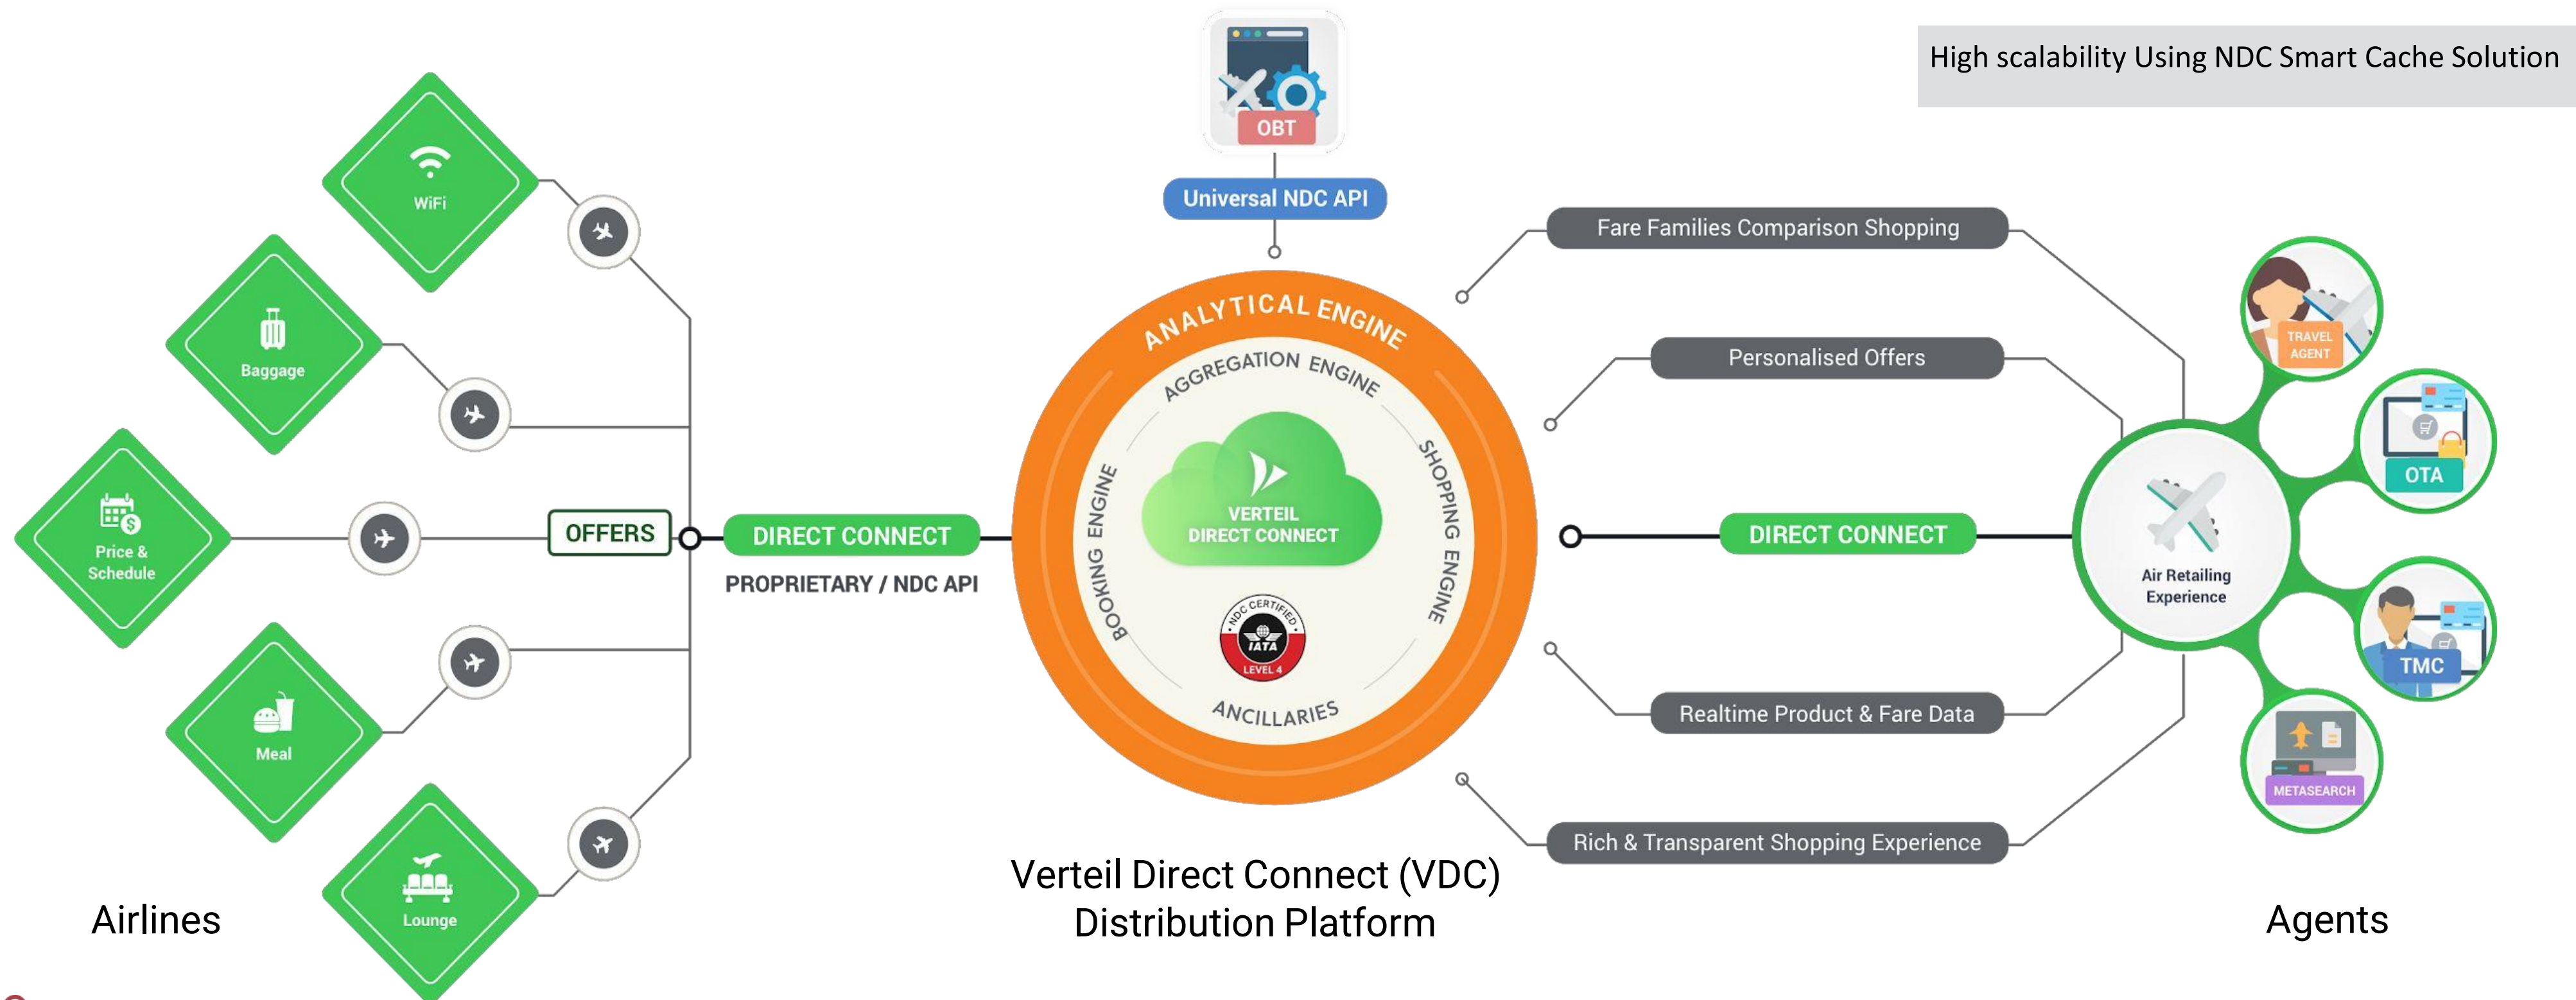 High scalability Using NDC Smart Cache Solution
OBT
Universal NDC API
WiFi
Baggage
Price &
Schedule
Meal
Lounge
OFFERS
DIRECT CONNECT
PROPRIETARY / NDC API
Airlines
ANALYTICAL ENGINE
AGGREGATION ENGINE
BOOKING ENGINE
SHOPPING ENGINE
VERTEIL
DIRECT CONNECT
NDC CERTIFIED
IATA
LEVEL 4
ANCILLARIES
Verteil Direct Connect (VDC)
Distribution Platform
Fare Families Comparison Shopping
Personalised Offers
DIRECT CONNECT
Realtime Product & Fare Data
Rich & Transparent Shopping Experience
Air Retailing
Experience
TRAVEL
AGENT
OTA
TMC
METASEARCH
Agents